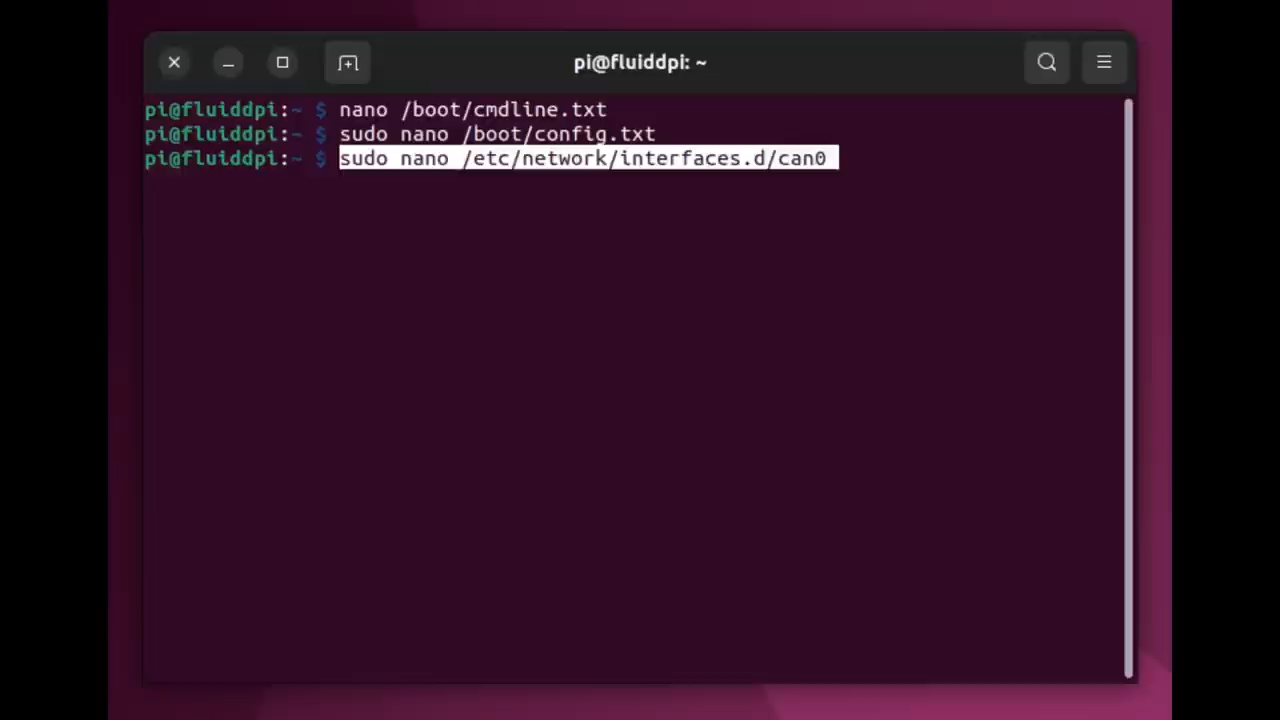 pi@fluiddpi: ~
pi@fluiddpi:~ $ nano /boot/cmdline.txt
pi@fluiddpi:~ $ sudo nano /boot/config.txt
pi@fluiddpi:~ $ sudo nano /etc/network/interfaces.d/can0